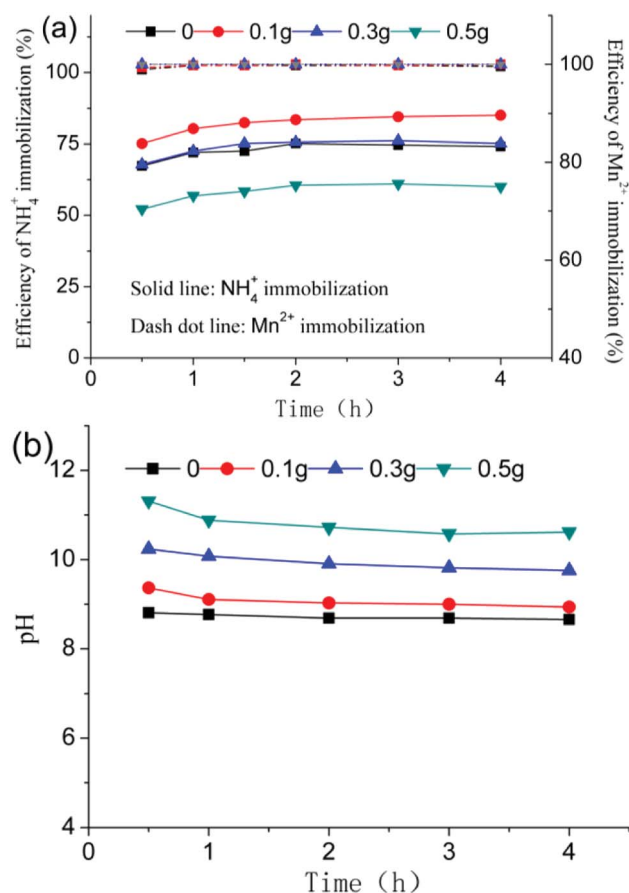 (a)
0 0.1g 0.3g 0.5g
Efficiency of NH₄⁺ immobilization (%)
100
75
50
25
0
Efficiency of Mn²⁺ immobilization (%)
100
80
60
40
Solid line: NH₄⁺ immobilization
Dash dot line: Mn²⁺ immobilization
0 1 2 3 4
Time (h)
(b)
0 0.1g 0.3g 0.5g
pH
12
10
8
6
4
0 1 2 3 4
Time (h)